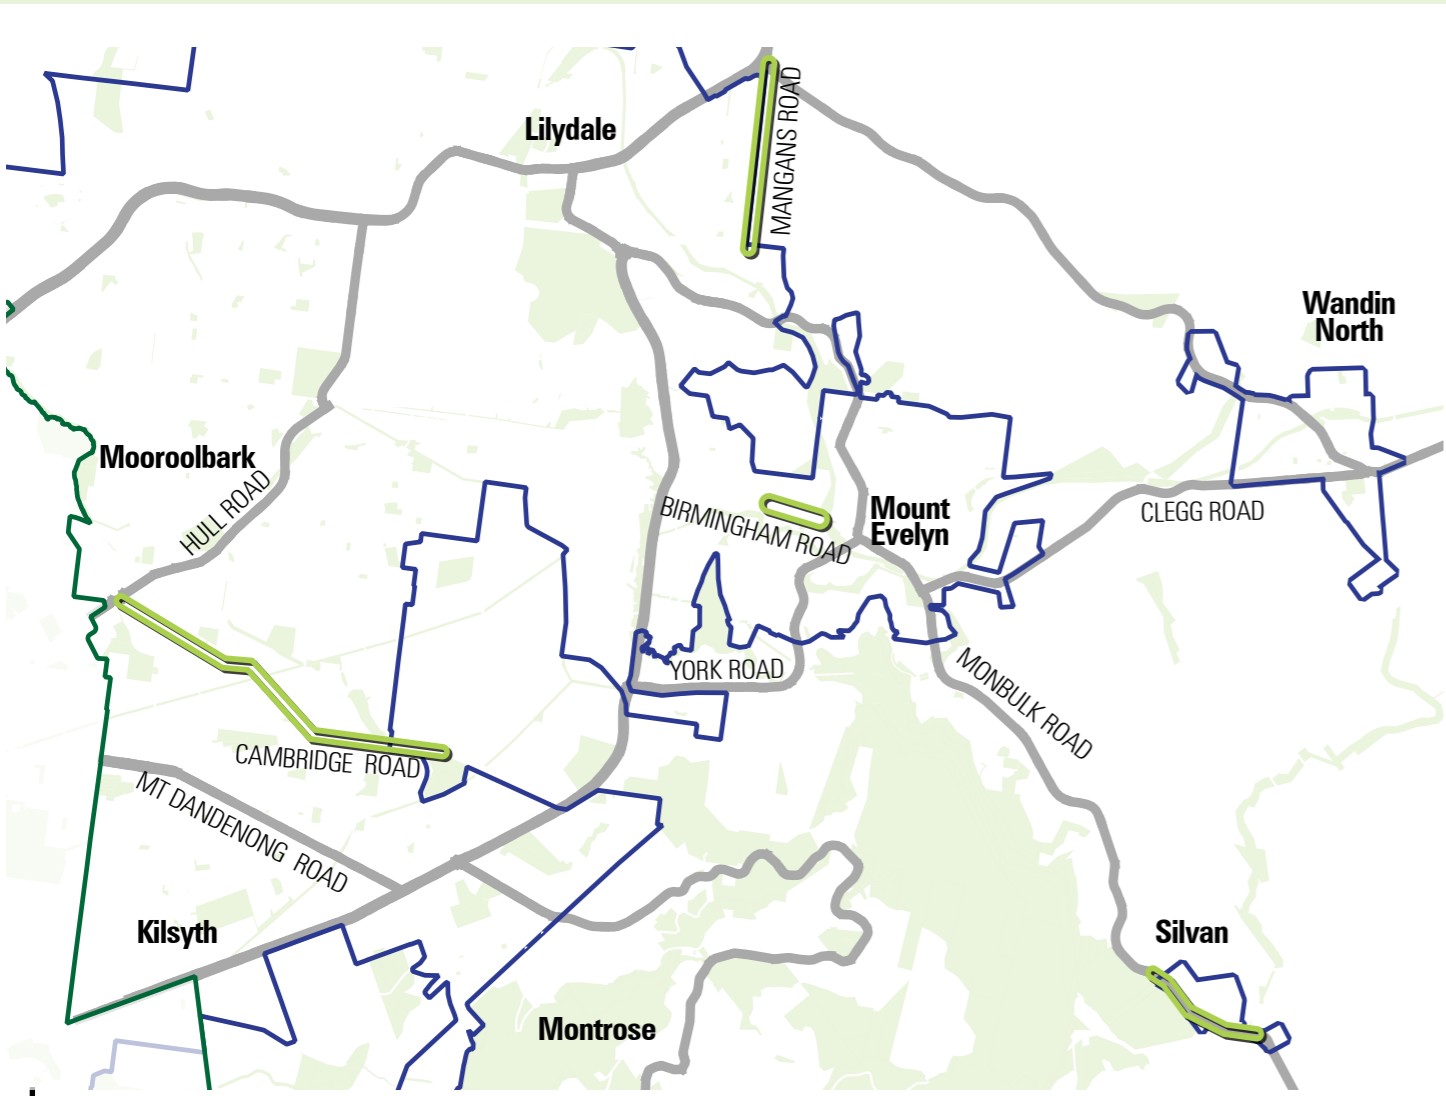 Lilydale
MANGANS ROAD
Wandin
North
Mooroolbark
HULL ROAD
BIRMINGHAM ROAD
Mount
Evelyn
CLEGG ROAD
YORK ROAD
MONBULK ROAD
CAMBRIDGE ROAD
MT DANDENONG ROAD
Kilsyth
Silvan
Montrose